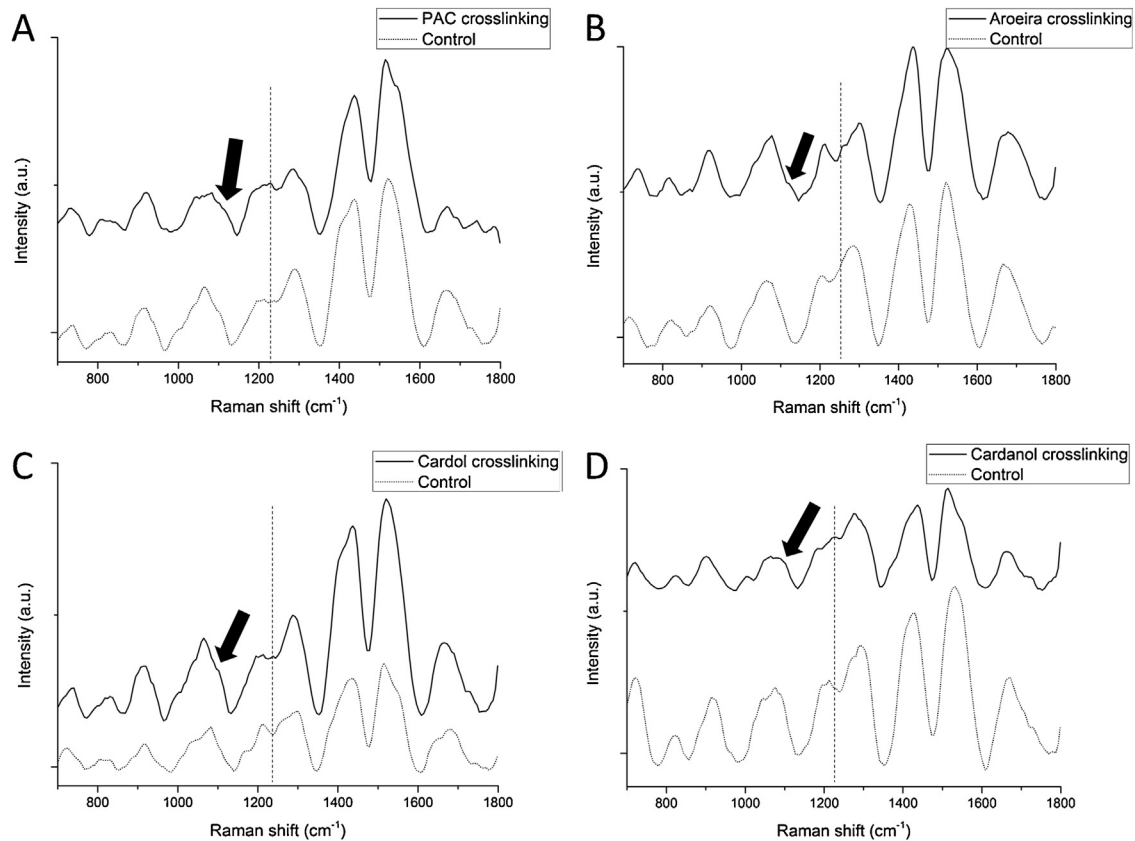 A
PAC crosslinking
Control
Intensity (a.u.)
800 1000 1200 1400 1600 1800
Raman shift (cm⁻¹)
B
Aroeira crosslinking
Control
Intensity (a.u.)
800 1000 1200 1400 1600 1800
Raman shift (cm⁻¹)
C
Cardol crosslinking
Control
Intensity (a.u.)
800 1000 1200 1400 1600 1800
Raman shift (cm⁻¹)
D
Cardanol crosslinking
Control
Intensity (a.u.)
800 1000 1200 1400 1600 1800
Raman shift (cm⁻¹)